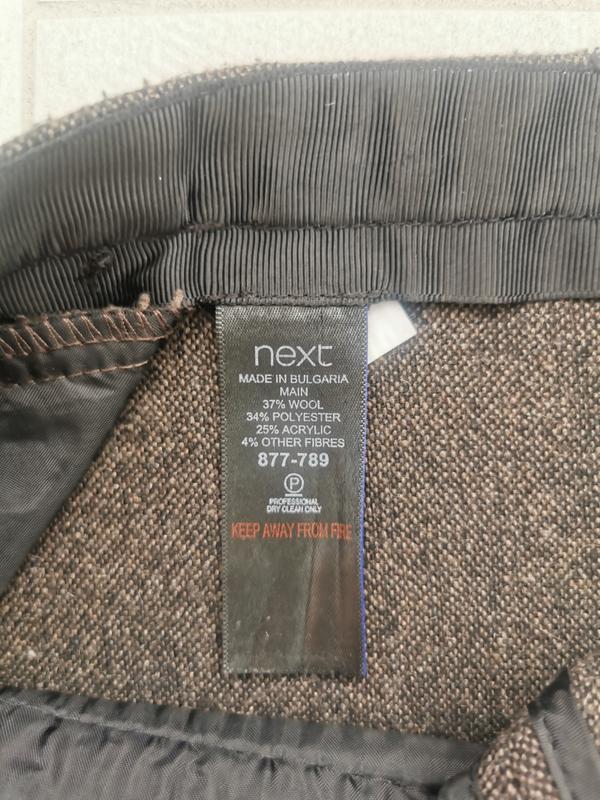 next
MADE IN BULGARIA
MAIN
37% WOOL
34% POLYESTER
25% ACRYLIC
4% OTHER FIBRES
877-789
P
PROFESSIONAL
DRY CLEAN ONLY
KEEP AWAY FROM FIRE